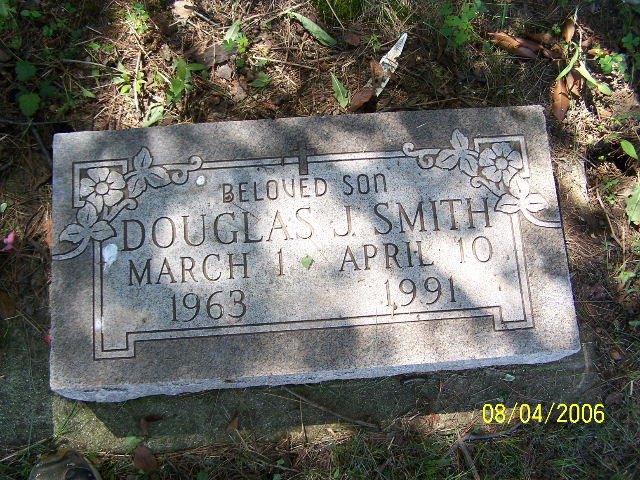 BELOVED SON
DOUGLAS J. SMITH
MARCH 1 APRIL 10
1963 1991
08/04/2006